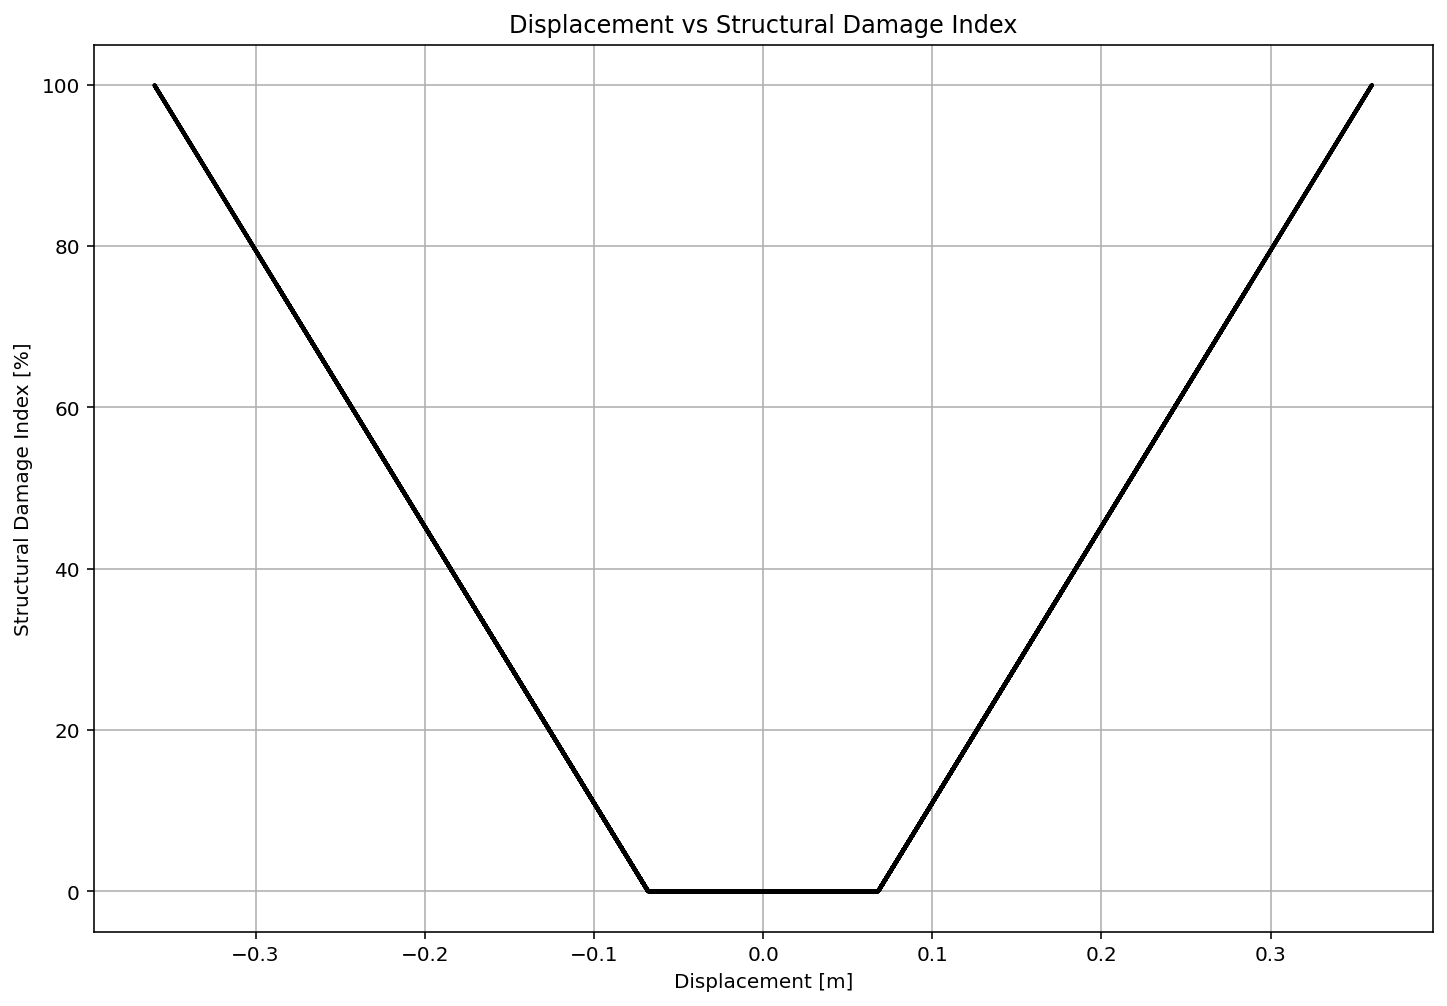 Displacement vs Structural Damage Index
Structural Damage Index [%]
100
80
60
40
20
0
−0.3 −0.2 −0.1 0.0 0.1 0.2 0.3
Displacement [m]